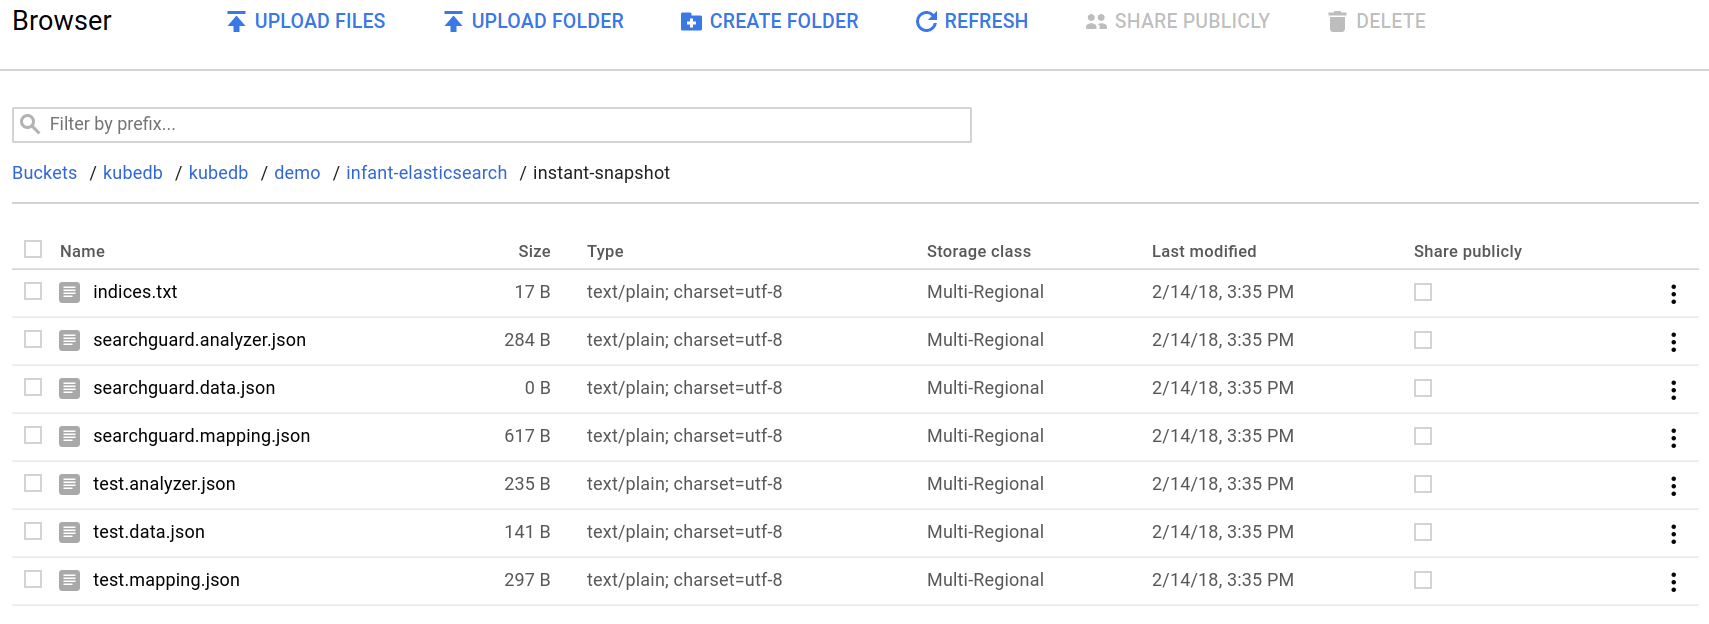 Browser UPLOAD FILES UPLOAD FOLDER CREATE FOLDER REFRESH SHARE PUBLICLY DELETE
Filter by prefix...
Buckets / kubedb / kubedb / demo / infant-elasticsearch / instant-snapshot
Name Size Type Storage class Last modified Share publicly
indices.txt 17 B text/plain; charset=utf-8 Multi-Regional 2/14/18, 3:35 PM
searchguard.analyzer.json 284 B text/plain; charset=utf-8 Multi-Regional 2/14/18, 3:35 PM
searchguard.data.json 0 B text/plain; charset=utf-8 Multi-Regional 2/14/18, 3:35 PM
searchguard.mapping.json 617 B text/plain; charset=utf-8 Multi-Regional 2/14/18, 3:35 PM
test.analyzer.json 235 B text/plain; charset=utf-8 Multi-Regional 2/14/18, 3:35 PM
test.data.json 141 B text/plain; charset=utf-8 Multi-Regional 2/14/18, 3:35 PM
test.mapping.json 297 B text/plain; charset=utf-8 Multi-Regional 2/14/18, 3:35 PM